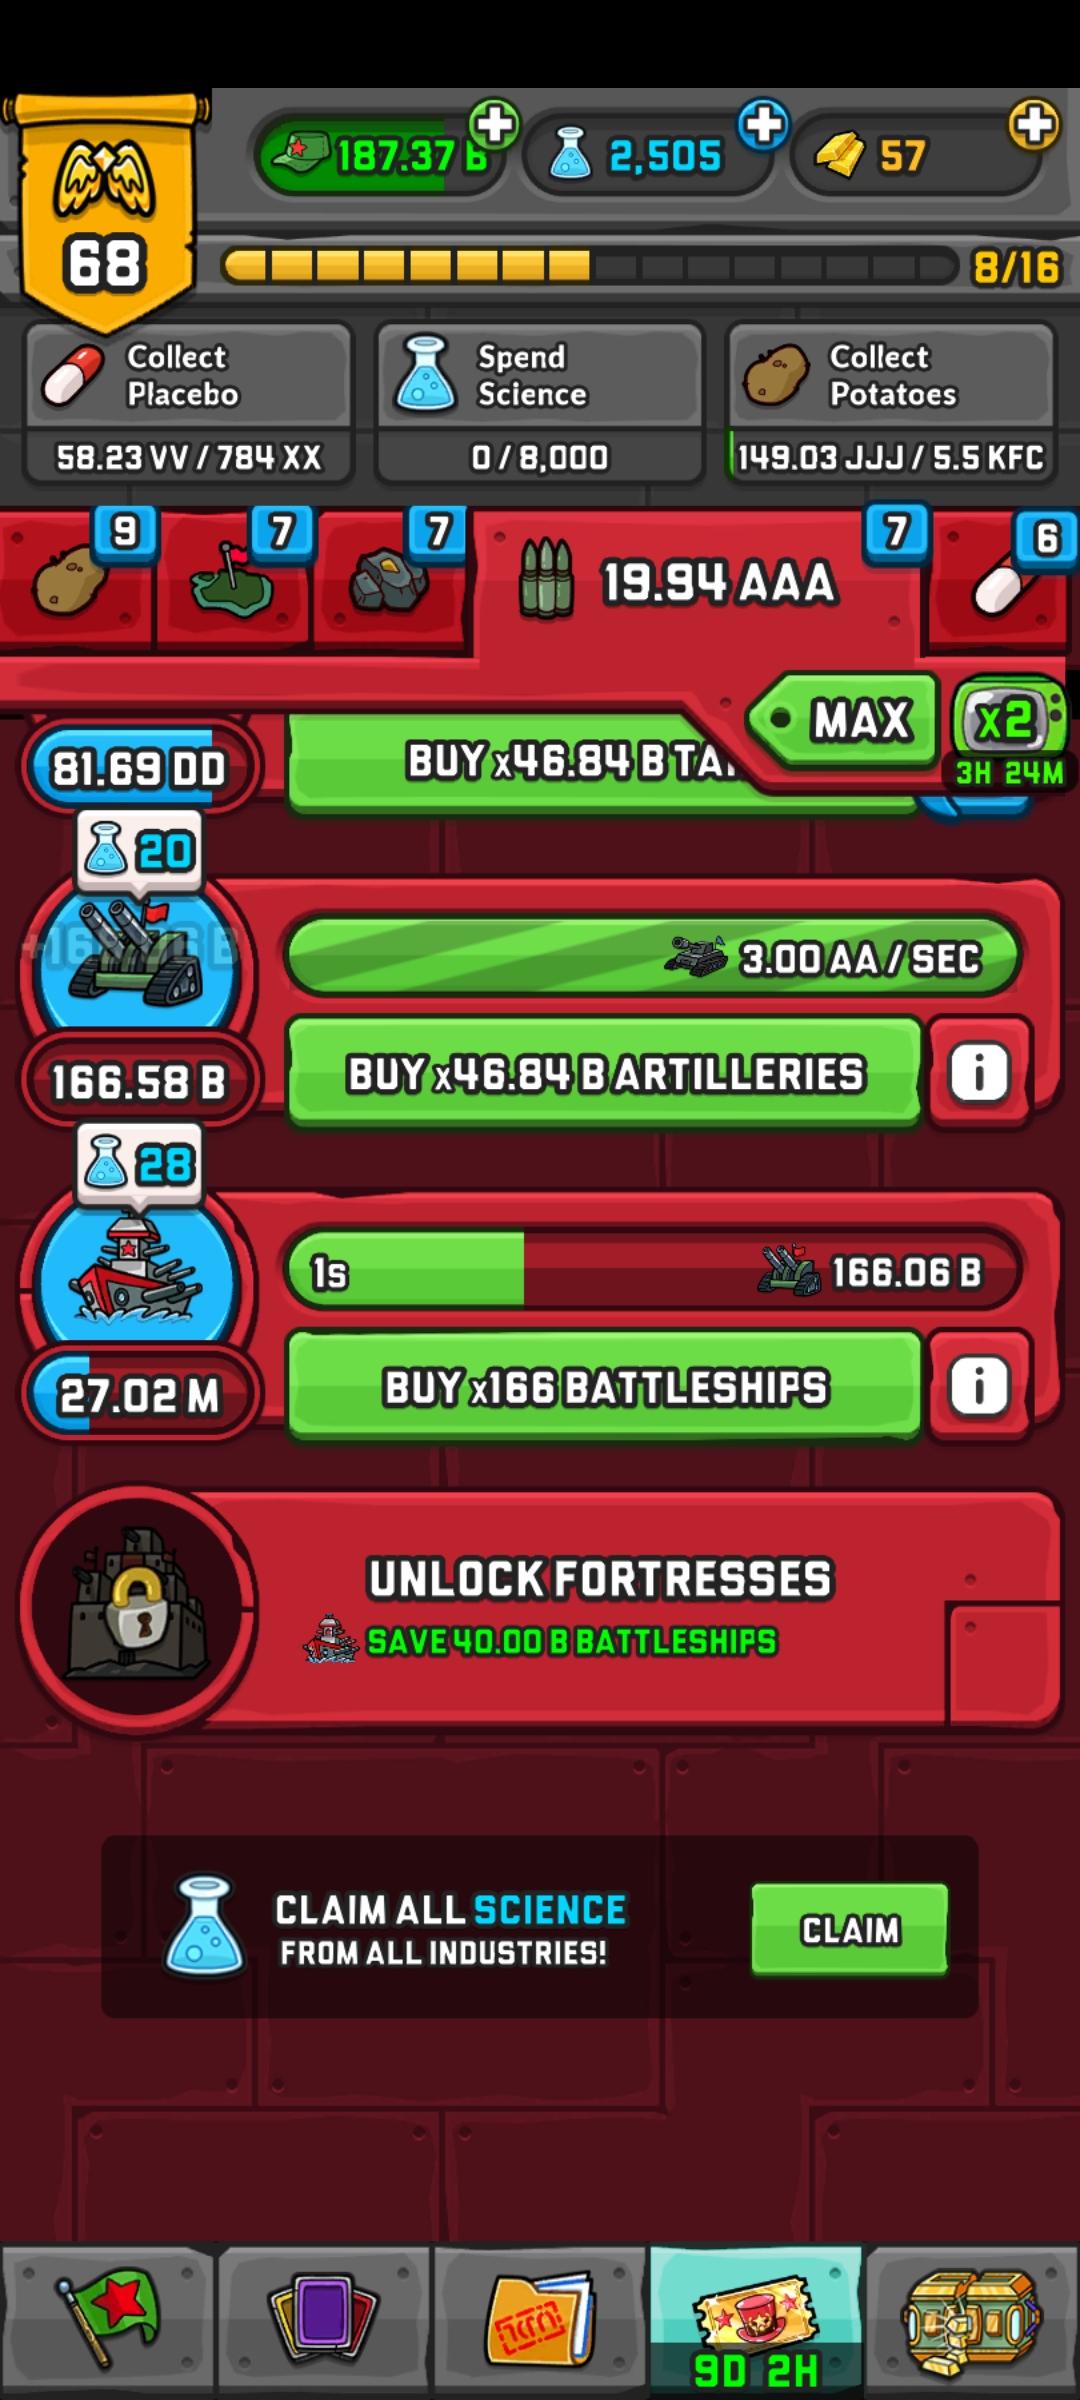 187.37 B
2,505
57
68
8/16
Collect
Placebo
58.23 VV / 784 XX
Spend
Science
0 / 8,000
Collect
Potatoes
149.03 JJJ / 5.5 KFC
9
7
7
19.94 AAA
7
6
MAX
x2
3H 24M
81.69 DD
BUY x46.84 B TA
20
3.00 AA / SEC
166.58 B
BUY x46.84 B ARTILLERIES
i
28
1s
166.06 B
27.02 M
BUY x166 BATTLESHIPS
i
UNLOCK FORTRESSES
SAVE 40.00 B BATTLESHIPS
CLAIM ALL SCIENCE
FROM ALL INDUSTRIES!
CLAIM
9D 2H